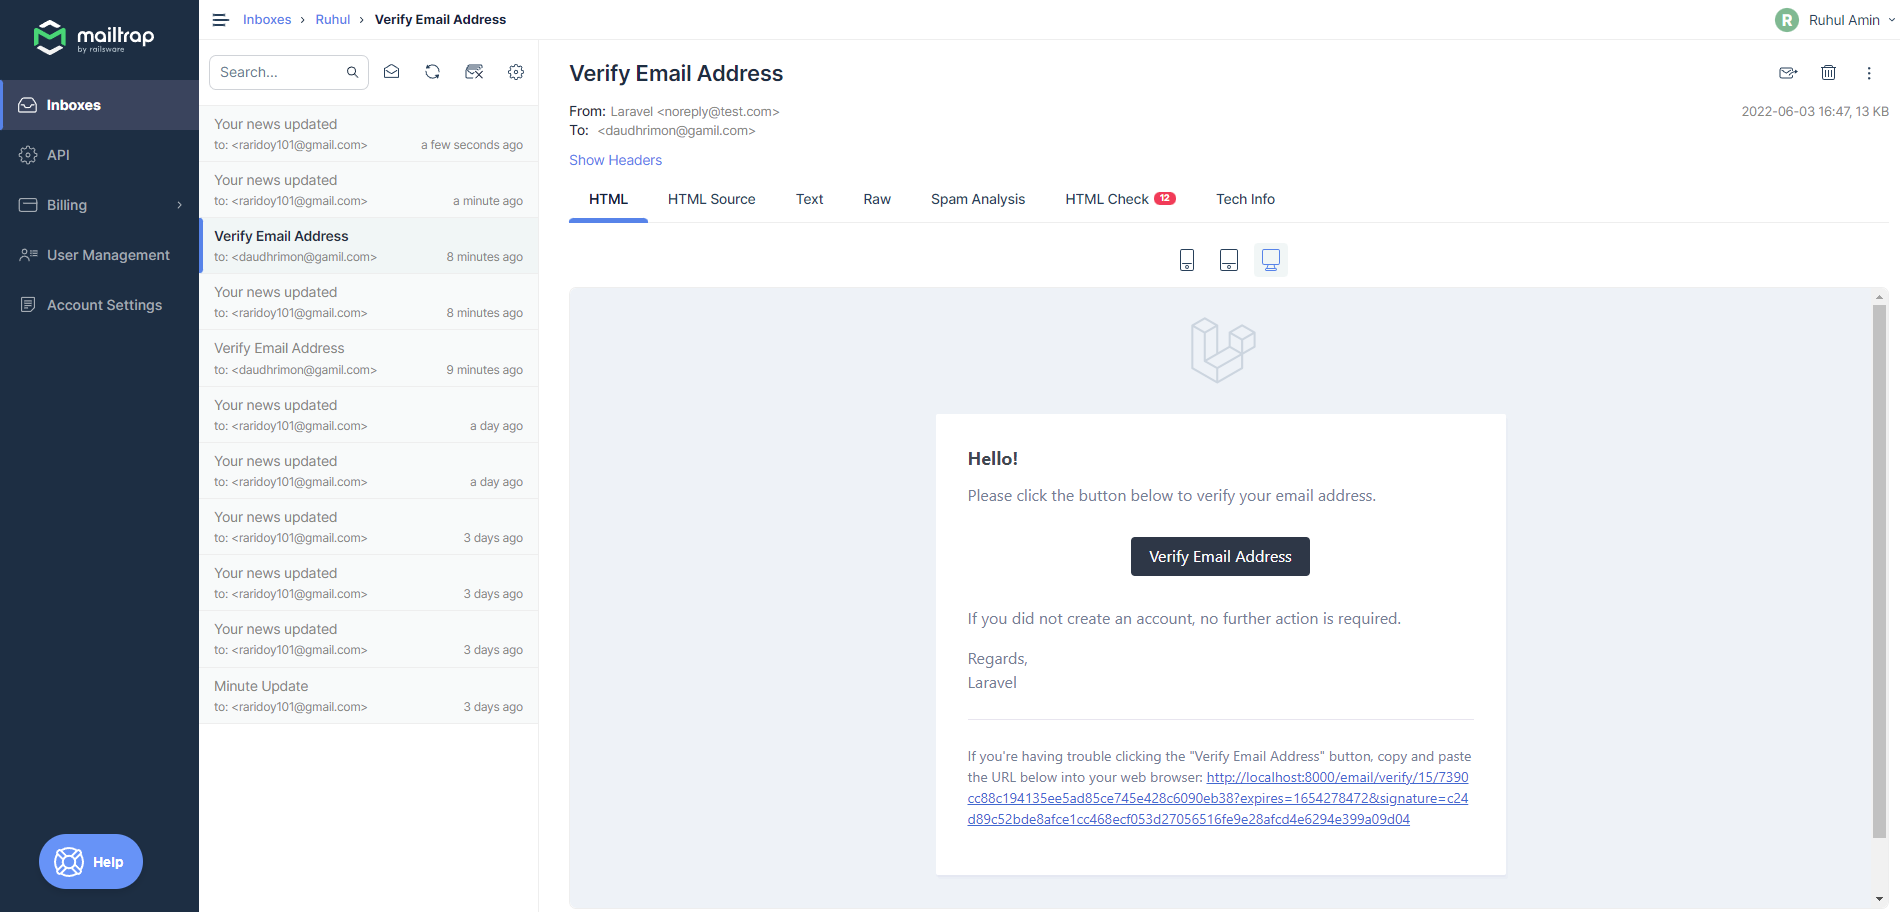 mailtrap
by railsware
Inboxes
API
Billing
User Management
Account Settings
Help
Inboxes › Ruhul › Verify Email Address
R Ruhul Amin
Search...
Your news updated
to: <raridoy101@gmail.com> a few seconds ago
Your news updated
to: <raridoy101@gmail.com> a minute ago
Verify Email Address
to: <daudhrimon@gamil.com> 8 minutes ago
Your news updated
to: <raridoy101@gmail.com> 8 minutes ago
Verify Email Address
to: <daudhrimon@gamil.com> 9 minutes ago
Your news updated
to: <raridoy101@gmail.com> a day ago
Your news updated
to: <raridoy101@gmail.com> a day ago
Your news updated
to: <raridoy101@gmail.com> 3 days ago
Your news updated
to: <raridoy101@gmail.com> 3 days ago
Your news updated
to: <raridoy101@gmail.com> 3 days ago
Minute Update
to: <raridoy101@gmail.com> 3 days ago
Verify Email Address
From: Laravel <noreply@test.com> 2022-06-03 16:47, 13 KB
To: <daudhrimon@gamil.com>
Show Headers
HTML HTML Source Text Raw Spam Analysis HTML Check 12 Tech Info
Hello!
Please click the button below to verify your email address.
Verify Email Address
If you did not create an account, no further action is required.
Regards,
Laravel
If you're having trouble clicking the "Verify Email Address" button, copy and paste
the URL below into your web browser: http://localhost:8000/email/verify/15/7390
cc88c194135ee5ad85ce745e428c6090eb38?expires=1654278472&signature=c24
d89c52bde8afce1cc468ecf053d27056516fe9e28afcd4e6294e399a09d04